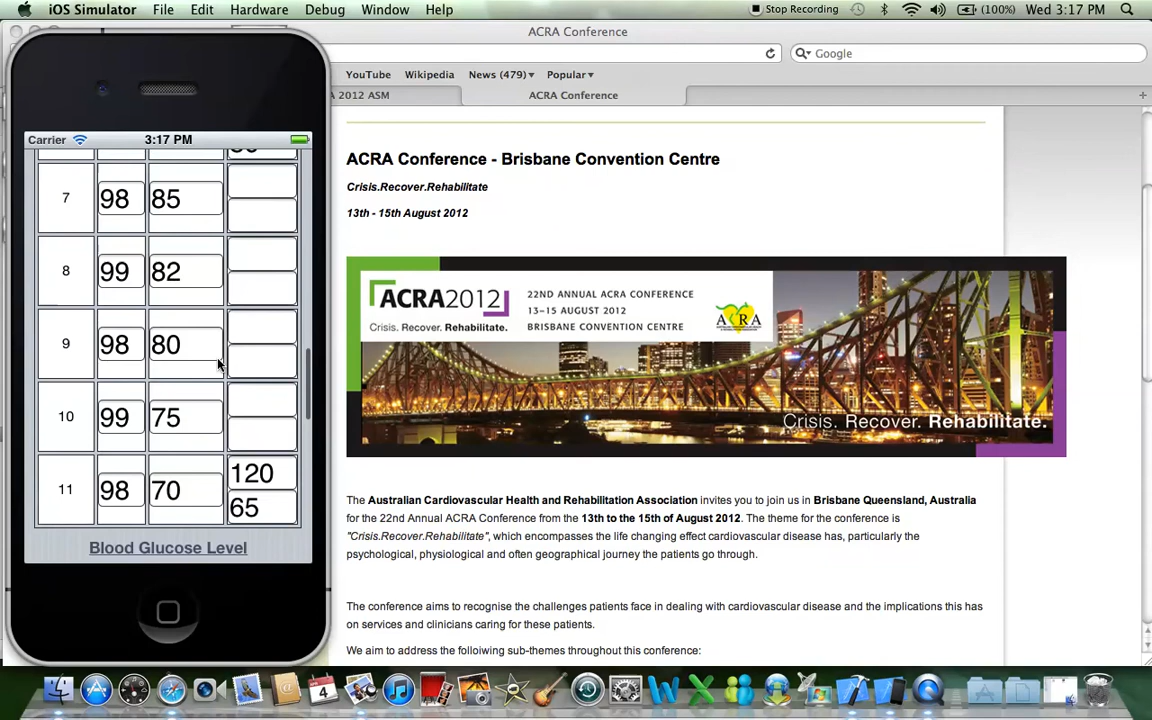 iOS Simulator File Edit Hardware Debug Window Help Stop Recording (100%) Wed 3:17 PM
ACRA Conference
Google
YouTube Wikipedia News (479)▾ Popular▾
2012 ASM ACRA Conference
Carrier 3:17 PM
7 98 85
8 99 82
9 98 80
10 99 75
11 98 70 120
65
Blood Glucose Level
ACRA Conference - Brisbane Convention Centre
Crisis.Recover.Rehabilitate
13th - 15th August 2012
ACRA2012
Crisis. Recover. Rehabilitate.
22ND ANNUAL ACRA CONFERENCE
13–15 AUGUST 2012
BRISBANE CONVENTION CENTRE
ACRA
Crisis. Recover. Rehabilitate.
The Australian Cardiovascular Health and Rehabilitation Association invites you to join us in Brisbane Queensland, Australia
for the 22nd Annual ACRA Conference from the 13th to the 15th of August 2012. The theme for the conference is
"Crisis.Recover.Rehabilitate", which encompasses the life changing effect cardiovascular disease has, particularly the
psychological, physiological and often geographical journey the patients go through.
The conference aims to recognise the challenges patients face in dealing with cardiovascular disease and the implications this has
on services and clinicians caring for these patients.
We aim to address the folloiwing sub-themes throughout this conference:
4